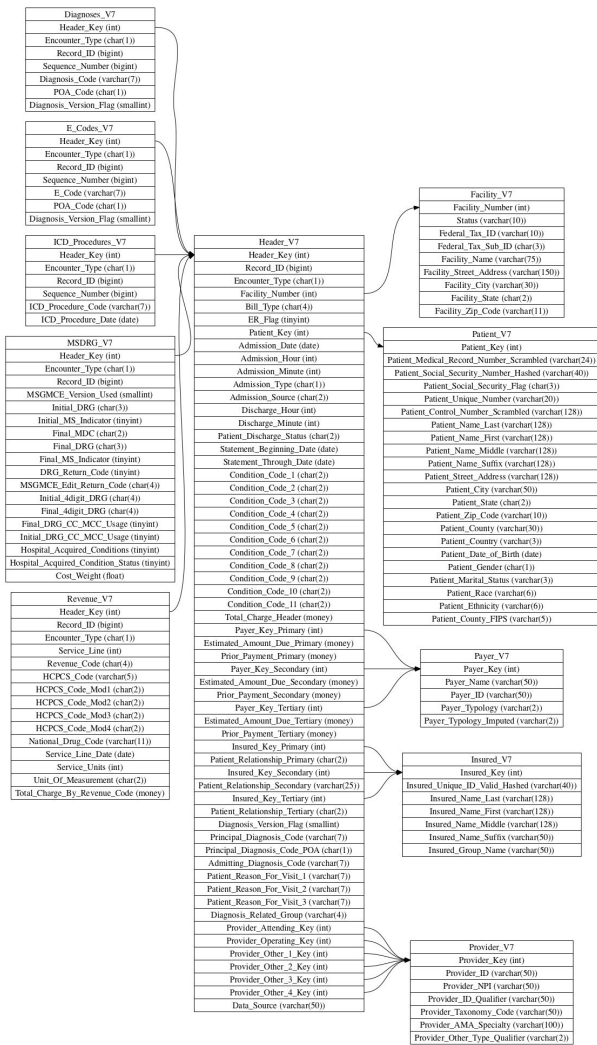 Diagnoses_V7
Header_Key (int)
Encounter_Type (char(1))
Record_ID (bigint)
Sequence_Number (bigint)
Diagnosis_Code (varchar(7))
POA_Code (char(1))
Diagnosis_Version_Flag (smallint)
E_Codes_V7
Header_Key (int)
Encounter_Type (char(1))
Record_ID (bigint)
Sequence_Number (bigint)
E_Code (varchar(7))
POA_Code (char(1))
Diagnosis_Version_Flag (smallint)
ICD_Procedures_V7
Header_Key (int)
Encounter_Type (char(1))
Record_ID (bigint)
Sequence_Number (bigint)
ICD_Procedure_Code (varchar(7))
ICD_Procedure_Date (date)
MSDRG_V7
Header_Key (int)
Encounter_Type (char(1))
Record_ID (bigint)
MSGMCE_Version_Used (smallint)
Initial_DRG (char(3))
Initial_MS_Indicator (tinyint)
Final_MDC (char(2))
Final_DRG (char(3))
Final_MS_Indicator (tinyint)
DRG_Return_Code (tinyint)
MSGMCE_Edit_Return_Code (char(4))
Initial_4digit_DRG (char(4))
Final_4digit_DRG (char(4))
Final_DRG_CC_MCC_Usage (tinyint)
Initial_DRG_CC_MCC_Usage (tinyint)
Hospital_Acquired_Conditions (tinyint)
Hospital_Acquired_Condition_Status (tinyint)
Cost_Weight (float)
Revenue_V7
Header_Key (int)
Record_ID (bigint)
Encounter_Type (char(1))
Service_Line (int)
Revenue_Code (varchar(4))
HCPCS_Code (varchar(5))
HCPCS_Code_Mod1 (char(2))
HCPCS_Code_Mod2 (char(2))
HCPCS_Code_Mod3 (char(2))
HCPCS_Code_Mod4 (char(2))
National_Drug_Code (varchar(11))
Service_Line_Date (date)
Service_Units (int)
Unit_Of_Measurement (char(2))
Total_Charge_By_Revenue_Code (money)
Header_V7
Header_Key (int)
Record_ID (bigint)
Encounter_Type (char(1))
Facility_Number (int)
Bill_Type (char(4))
ER_Flag (tinyint)
Patient_Key (int)
Admission_Date (date)
Admission_Hour (int)
Admission_Minute (int)
Admission_Type (char(1))
Admission_Source (char(2))
Discharge_Hour (int)
Discharge_Minute (int)
Patient_Discharge_Status (char(2))
Statement_Beginning_Date (date)
Statement_Through_Date (date)
Condition_Code_1 (char(2))
Condition_Code_2 (char(2))
Condition_Code_3 (char(2))
Condition_Code_4 (char(2))
Condition_Code_5 (char(2))
Condition_Code_6 (char(2))
Condition_Code_7 (char(2))
Condition_Code_8 (char(2))
Condition_Code_9 (char(2))
Condition_Code_10 (char(2))
Condition_Code_11 (char(2))
Total_Charge_Header (money)
Payer_Key_Primary (int)
Estimated_Amount_Due_Primary (money)
Prior_Payment_Primary (money)
Payer_Key_Secondary (int)
Estimated_Amount_Due_Secondary (money)
Prior_Payment_Secondary (money)
Payer_Key_Tertiary (int)
Estimated_Amount_Due_Tertiary (money)
Prior_Payment_Tertiary (money)
Insured_Key_Primary (int)
Patient_Relationship_Primary (char(2))
Insured_Key_Secondary (int)
Patient_Relationship_Secondary (varchar(25))
Insured_Key_Tertiary (int)
Patient_Relationship_Tertiary (char(2))
Diagnosis_Version_Flag (smallint)
Principal_Diagnosis_Code (varchar(7))
Principal_Diagnosis_Code_POA (char(1))
Admitting_Diagnosis_Code (varchar(7))
Patient_Reason_For_Visit_1 (varchar(7))
Patient_Reason_For_Visit_2 (varchar(7))
Patient_Reason_For_Visit_3 (varchar(7))
Diagnosis_Related_Group (varchar(4))
Provider_Attending_Key (int)
Provider_Operating_Key (int)
Provider_Other_1_Key (int)
Provider_Other_2_Key (int)
Provider_Other_3_Key (int)
Provider_Other_4_Key (int)
Data_Source (varchar(50))
Facility_V7
Facility_Number (int)
Status (varchar(10))
Federal_Tax_ID (varchar(10))
Federal_Tax_Sub_ID (char(3))
Facility_Name (varchar(75))
Facility_Street_Address (varchar(150))
Facility_City (varchar(30))
Facility_State (char(2))
Facility_Zip_Code (varchar(11))
Patient_V7
Patient_Key (int)
Patient_Medical_Record_Number_Scrambled (varchar(24))
Patient_Social_Security_Number_Hashed (varchar(40))
Patient_Social_Security_Flag (char(3))
Patient_Unique_Number (varchar(20))
Patient_Control_Number_Scrambled (varchar(128))
Patient_Name_Last (varchar(128))
Patient_Name_First (varchar(128))
Patient_Name_Middle (varchar(128))
Patient_Name_Suffix (varchar(128))
Patient_Street_Address (varchar(128))
Patient_City (varchar(50))
Patient_State (char(2))
Patient_Zip_Code (varchar(10))
Patient_County (varchar(30))
Patient_Country (varchar(3))
Patient_Date_of_Birth (date)
Patient_Gender (char(1))
Patient_Marital_Status (varchar(3))
Patient_Race (varchar(6))
Patient_Ethnicity (varchar(6))
Patient_County_FIPS (varchar(5))
Payer_V7
Payer_Key (int)
Payer_Name (varchar(50))
Payer_ID (varchar(50))
Payer_Typology (varchar(2))
Payer_Typology_Imputed (varchar(2))
Insured_V7
Insured_Key (int)
Insured_Unique_ID_Valid_Hashed (varchar(40))
Insured_Name_Last (varchar(128))
Insured_Name_First (varchar(128))
Insured_Name_Middle (varchar(128))
Insured_Name_Suffix (varchar(50))
Insured_Group_Name (varchar(50))
Provider_V7
Provider_Key (int)
Provider_ID (varchar(50))
Provider_NPI (varchar(50))
Provider_ID_Qualifier (varchar(50))
Provider_Taxonomy_Code (varchar(50))
Provider_AMA_Specialty (varchar(100))
Provider_Other_Type_Qualifier (varchar(2))